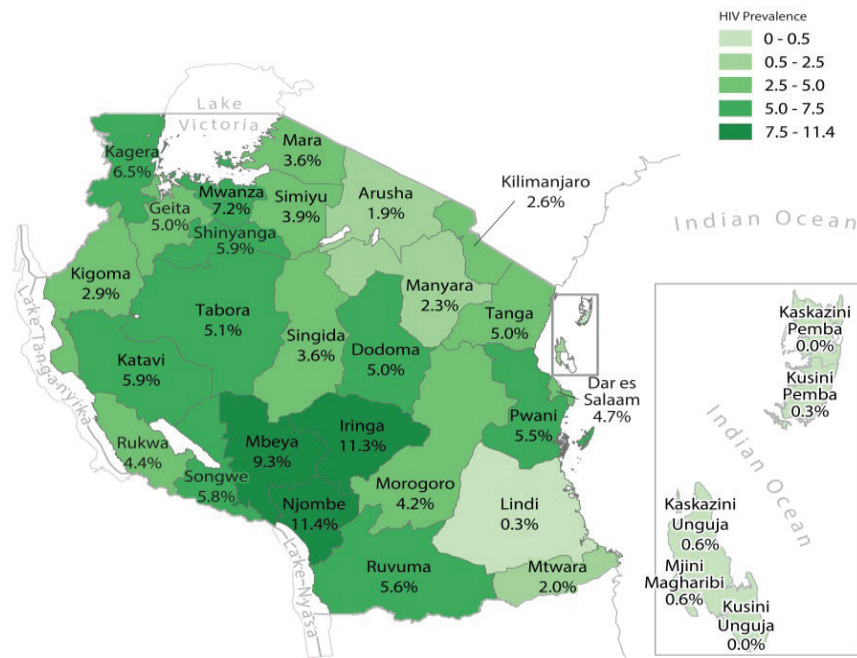 HIV Prevalence
0 - 0.5
0.5 - 2.5
2.5 - 5.0
5.0 - 7.5
7.5 - 11.4
Lake
Victoria
Kagera
6.5%
Mara
3.6%
Mwanza
7.2%
Simiyu
3.9%
Arusha
1.9%
Kilimanjaro
2.6%
Geita
5.0%
Shinyanga
5.9%
Indian Ocean
Kigoma
2.9%
Lake Tanganyika
Tabora
5.1%
Singida
3.6%
Manyara
2.3%
Tanga
5.0%
Dodoma
5.0%
Katavi
5.9%
Dar es
Salaam
4.7%
Pwani
5.5%
Rukwa
4.4%
Mbeya
9.3%
Iringa
11.3%
Songwe
5.8%
Njombe
11.4%
Morogoro
4.2%
Lindi
0.3%
Lake Nyasa
Ruvuma
5.6%
Mtwara
2.0%
Kaskazini
Pemba
0.0%
Kusini
Pemba
0.3%
Indian Ocean
Kaskazini
Unguja
0.6%
Mjini
Magharibi
0.6%
Kusini
Unguja
0.0%